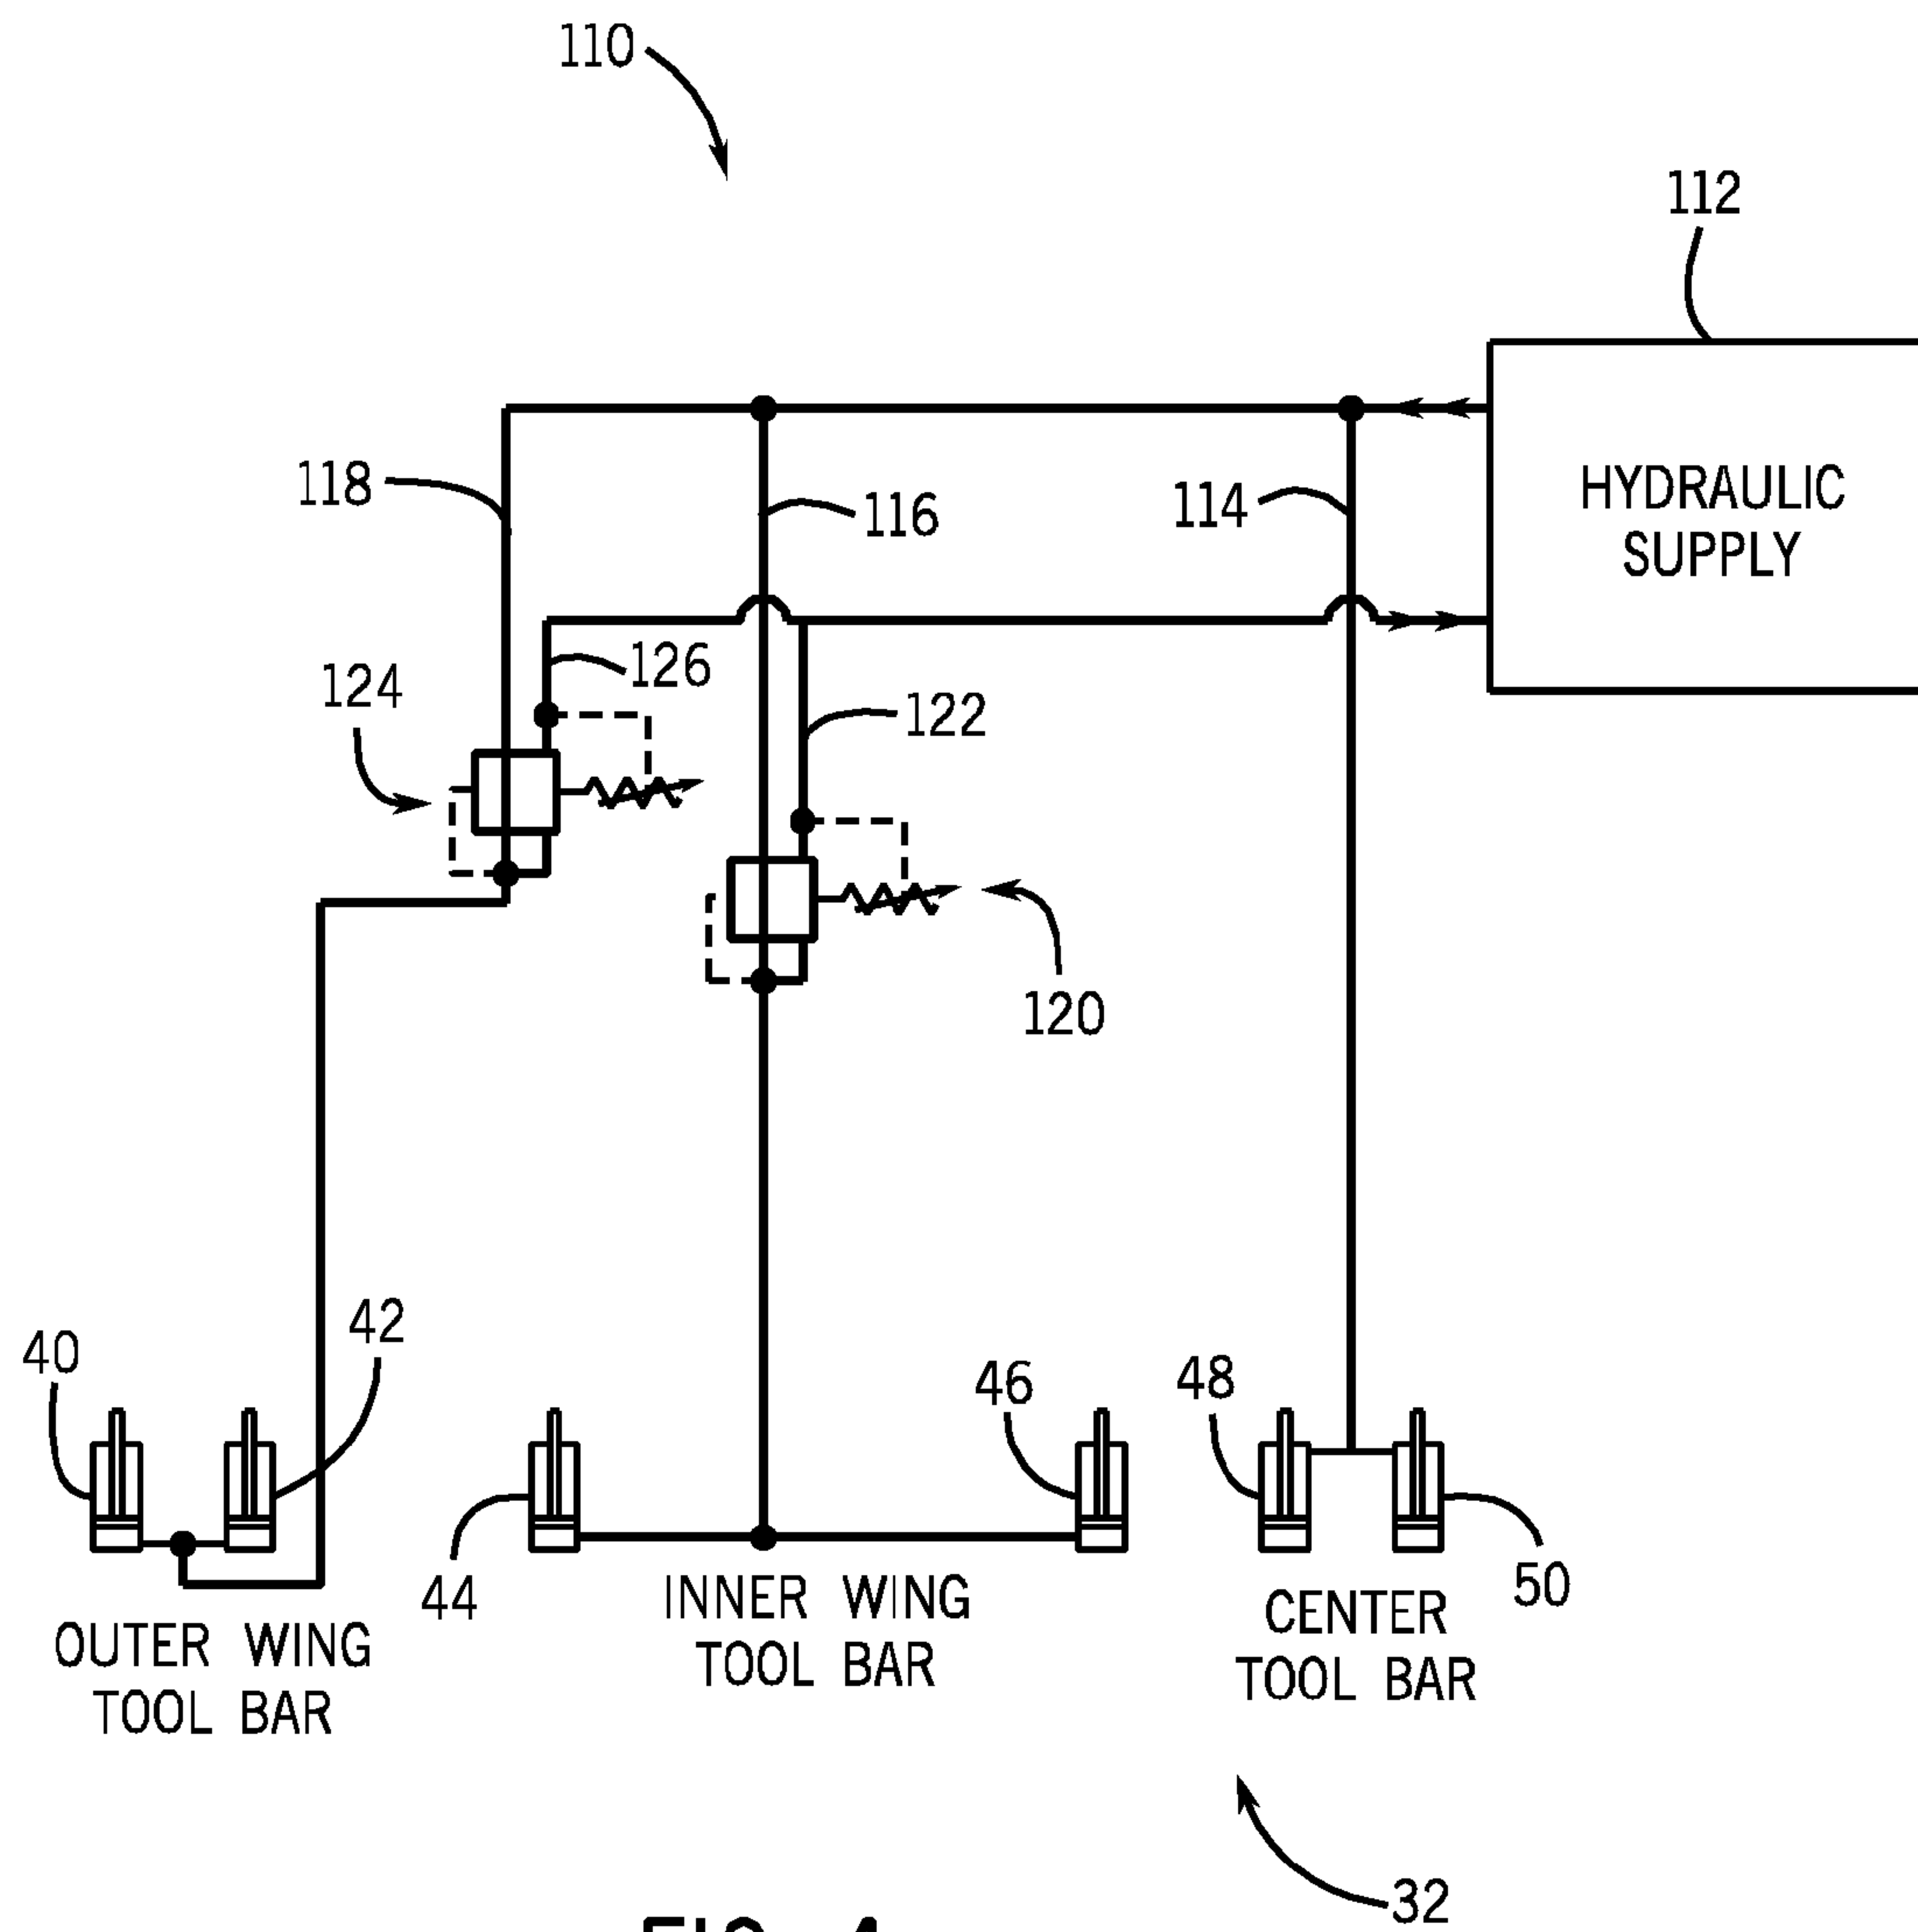 110
112
HYDRAULIC
SUPPLY
118
116
114
126
124
122
120
40
42
46
48
44
50
INNER WING
TOOL BAR
CENTER
TOOL BAR
OUTER WING
TOOL BAR
32